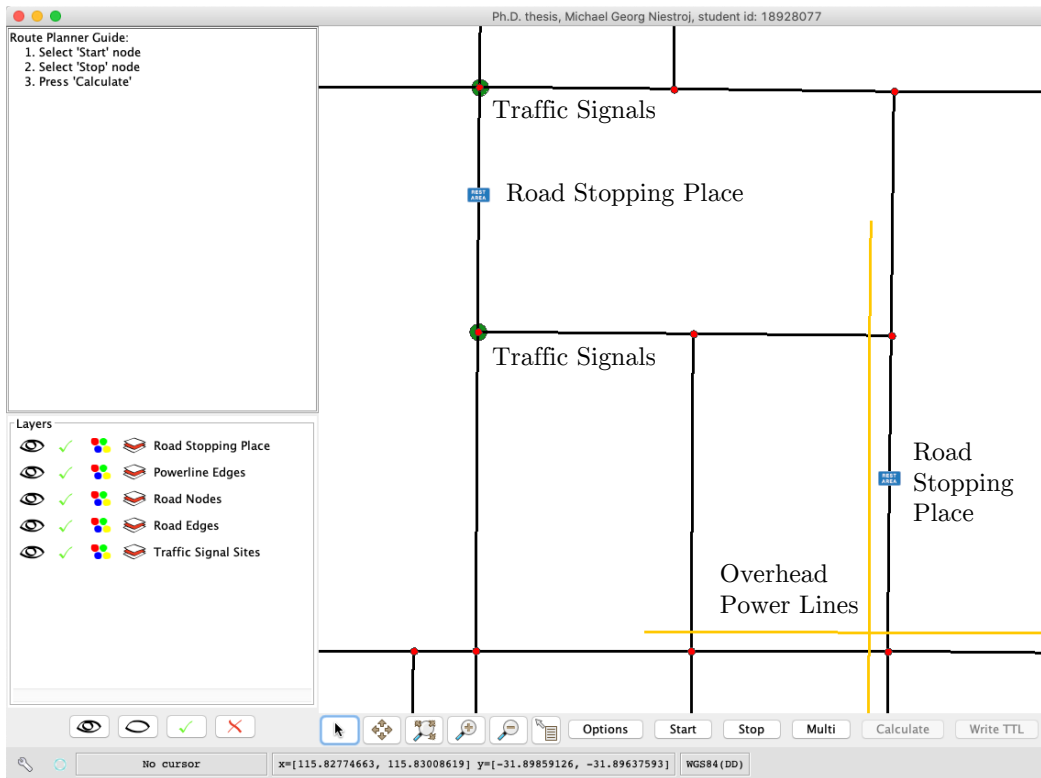 Ph.D. thesis, Michael Georg Niestroj, student id: 18928077
Route Planner Guide:
1. Select 'Start' node
2. Select 'Stop' node
3. Press 'Calculate'
Traffic Signals
REST
AREA
Road Stopping Place
Traffic Signals
REST
AREA
Road
Stopping
Place
Overhead
Power Lines
Layers
Road Stopping Place
Powerline Edges
Road Nodes
Road Edges
Traffic Signal Sites
Options
Start
Stop
Multi
Calculate
Write TTL
No cursor
x=[115.82774663, 115.83008619] y=[-31.89859126, -31.89637593]
WGS84(DD)